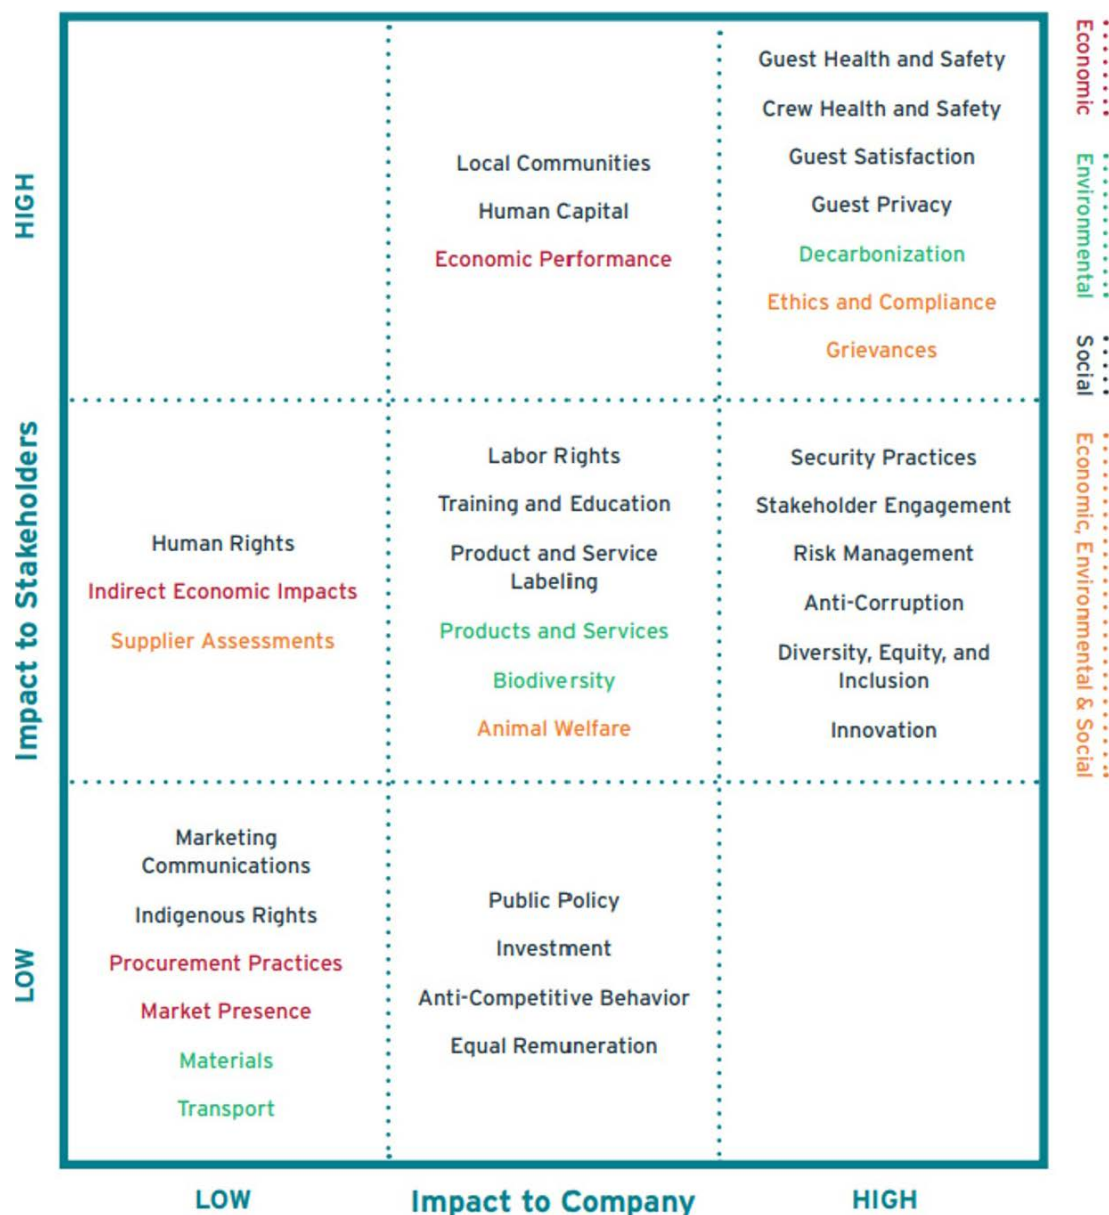 HIGH
Impact to Stakeholders
LOW
Local Communities
Human Capital
Economic Performance
Guest Health and Safety
Crew Health and Safety
Guest Satisfaction
Guest Privacy
Decarbonization
Ethics and Compliance
Grievances
Human Rights
Indirect Economic Impacts
Supplier Assessments
Labor Rights
Training and Education
Product and Service
Labeling
Products and Services
Biodiversity
Animal Welfare
Security Practices
Stakeholder Engagement
Risk Management
Anti-Corruption
Diversity, Equity, and
Inclusion
Innovation
Marketing
Communications
Indigenous Rights
Procurement Practices
Market Presence
Materials
Transport
Public Policy
Investment
Anti-Competitive Behavior
Equal Remuneration
LOW
Impact to Company
HIGH
Economic
Environmental
Social
Economic, Environmental & Social